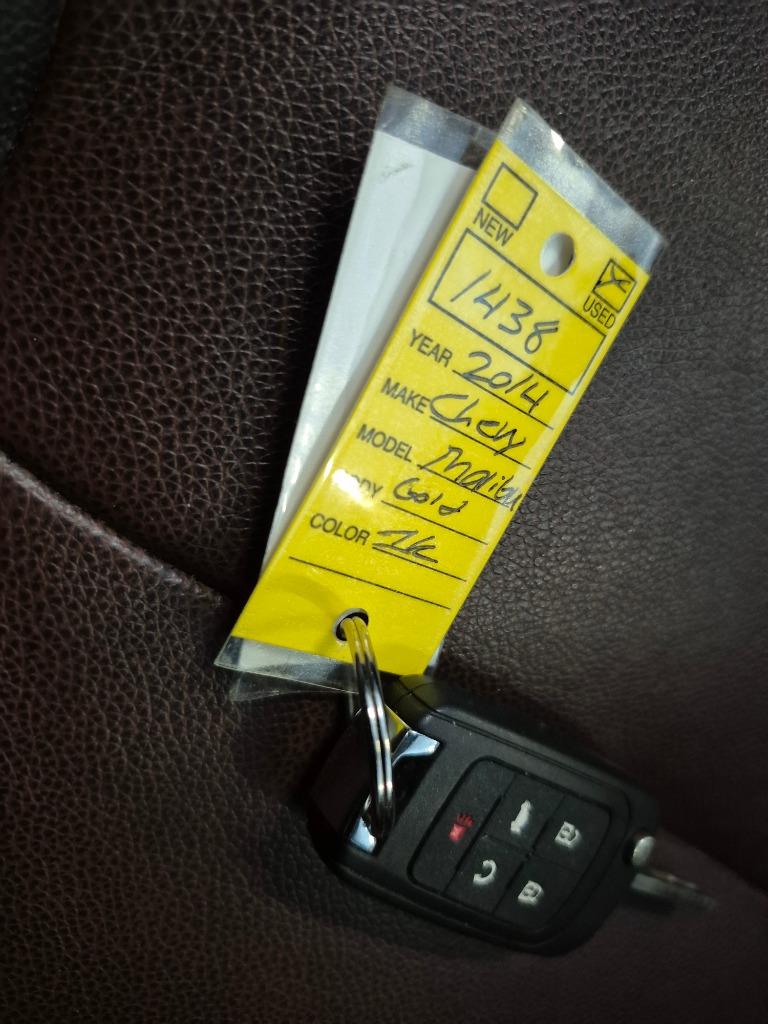 NEW
USED
1438
YEAR 2014
MAKE Chevy
MODEL Malibu
Gold
COLOR